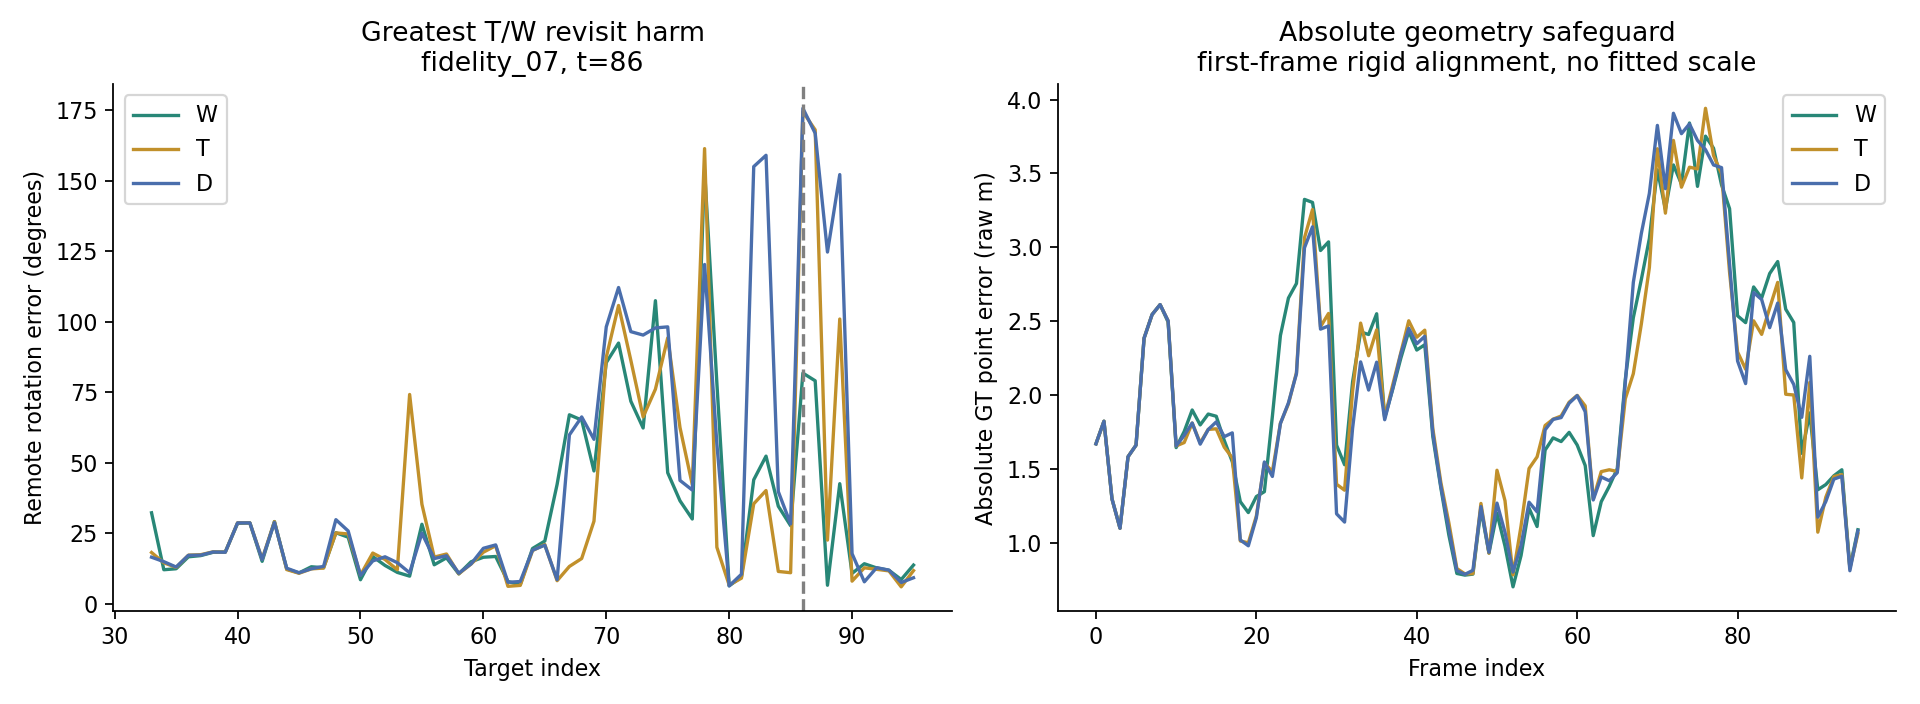 Greatest T/W revisit harm
fidelity_07, t=86
Remote rotation error (degrees)
175
150
125
100
75
50
25
0
W
T
D
30 40 50 60 70 80 90
Target index
Absolute geometry safeguard
first-frame rigid alignment, no fitted scale
Absolute GT point error (raw m)
4.0
3.5
3.0
2.5
2.0
1.5
1.0
W
T
D
0 20 40 60 80
Frame index